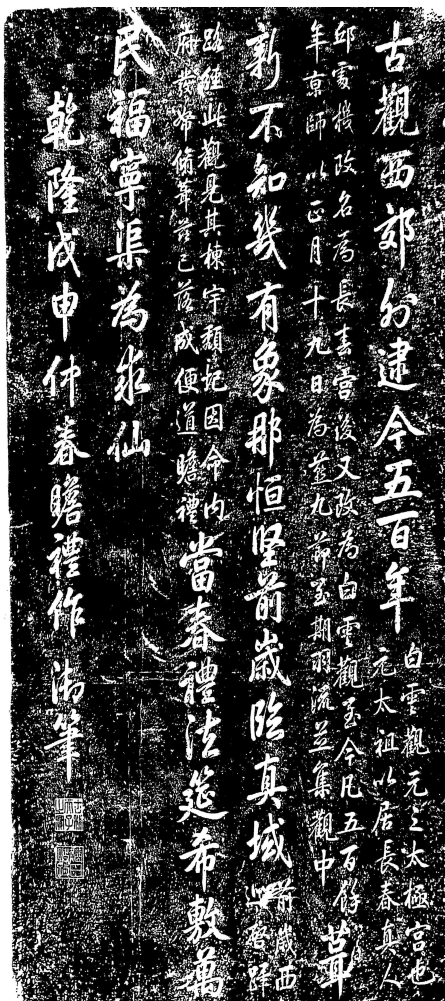 古觀西郊外逮今五百年
白雲觀元之太極宮也
元太祖以居長春真人
邱處機改名為長春宮後又改為白雲觀至今凡五百餘
年京師以正月十九日為燕九節至期羽流並集觀中
葺
新不知幾有象那恒堅前歲臨真域
前歲西
巡啓蹕
路經此觀見其棟宇頹圮因命內
府發帑脩葺茲已落成便道瞻禮
當春禮法筵希敷萬
民福寧渠為求仙
乾隆戊申仲春瞻禮作御筆